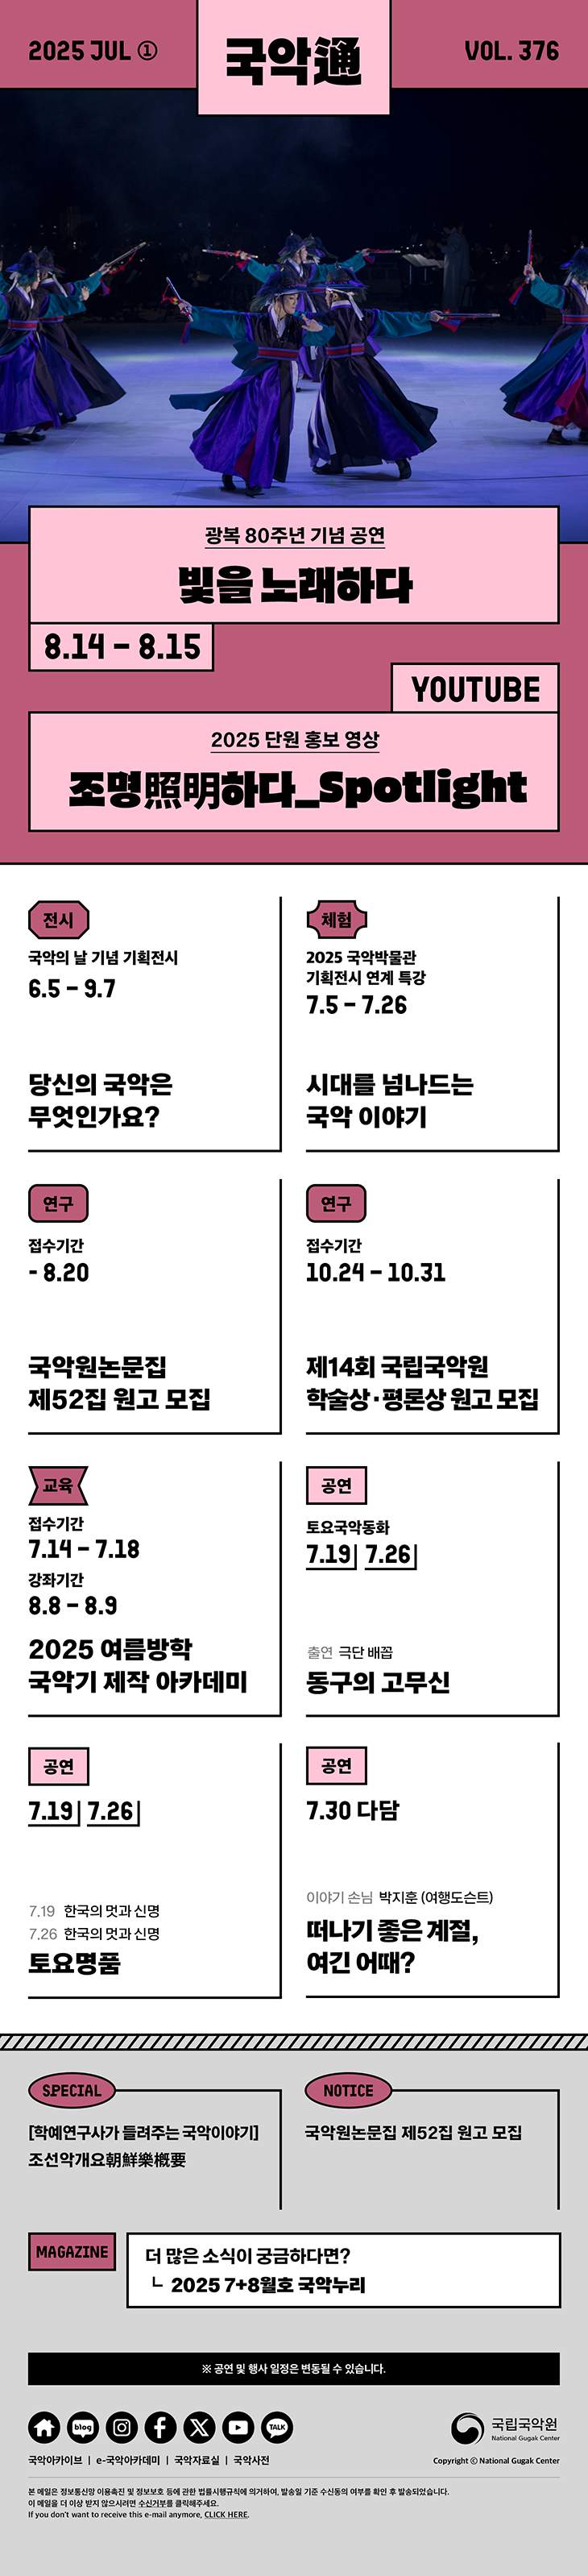 2025 JUL ①
국악通
VOL. 376
광복 80주년 기념 공연
빛을 노래하다
8.14 – 8.15
YOUTUBE
2025 단원 홍보 영상
조명照明하다_Spotlight
전시
국악의 날 기념 기획전시
6.5 – 9.7
당신의 국악은
무엇인가요?
체험
2025 국악박물관
기획전시 연계 특강
7.5 – 7.26
시대를 넘나드는
국악 이야기
연구
접수기간
- 8.20
국악원논문집
제52집 원고 모집
연구
접수기간
10.24 – 10.31
제14회 국립국악원
학술상·평론상 원고 모집
교육
접수기간
7.14 – 7.18
강좌기간
8.8 – 8.9
2025 여름방학
국악기 제작 아카데미
공연
토요국악동화
7.19 7.26
출연 극단 배꼽
동구의 고무신
공연
7.19 7.26
7.19 한국의 멋과 신명
7.26 한국의 멋과 신명
토요명품
공연
7.30 다담
이야기 손님 박지훈 (여행도슨트)
떠나기 좋은 계절,
여긴 어때?
SPECIAL
[학예연구사가 들려주는 국악이야기]
조선악개요朝鮮樂槪要
NOTICE
국악원논문집 제52집 원고 모집
MAGAZINE
더 많은 소식이 궁금하다면?
ㄴ 2025 7+8월호 국악누리
※ 공연 및 행사 일정은 변동될 수 있습니다.
blog
TALK
국립국악원
National Gugak Center
국악아카이브 | e-국악아카데미 | 국악자료실 | 국악사전
Copyright © National Gugak Center
본 메일은 정보통신망 이용촉진 및 정보보호 등에 관한 법률시행규칙에 의거하여, 발송일 기준 수신동의 여부를 확인 후 발송되었습니다.
이 메일을 더 이상 받지 않으시려면 수신거부를 클릭해주세요.
If you don't want to receive this e-mail anymore, CLICK HERE.